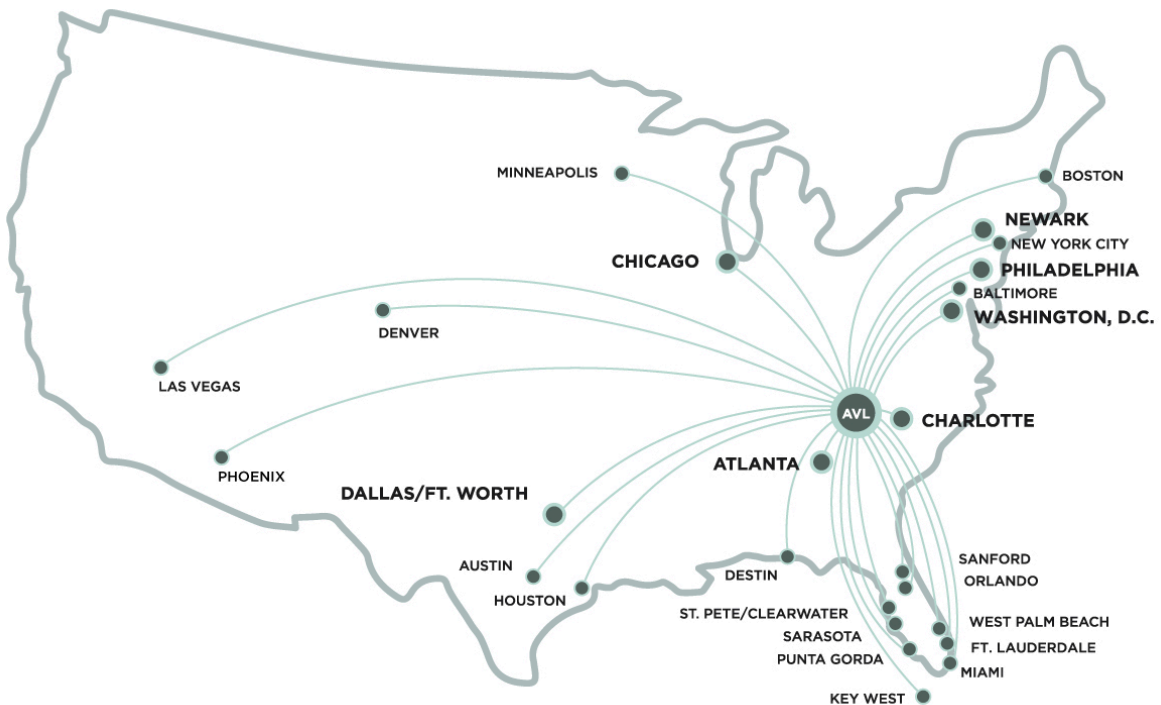 MINNEAPOLIS
BOSTON
NEWARK
NEW YORK CITY
CHICAGO
PHILADELPHIA
BALTIMORE
WASHINGTON, D.C.
DENVER
LAS VEGAS
AVL
CHARLOTTE
ATLANTA
PHOENIX
DALLAS/FT. WORTH
AUSTIN
HOUSTON
DESTIN
SANFORD
ORLANDO
ST. PETE/CLEARWATER
WEST PALM BEACH
SARASOTA
FT. LAUDERDALE
PUNTA GORDA
MIAMI
KEY WEST